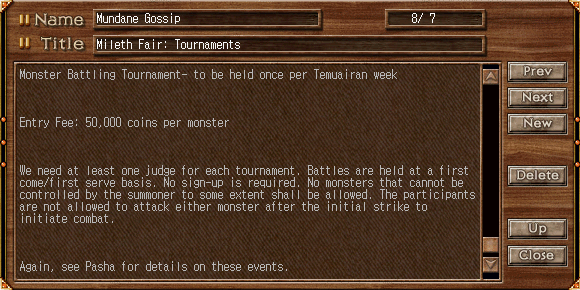 Name Mundane Gossip 8/ 7
Title Mileth Fair: Tournaments
Monster Battling Tournament- to be held once per Temuairan week
Entry Fee: 50,000 coins per monster
We need at least one judge for each tournament. Battles are held at a first
come/first serve basis. No sign-up is required. No monsters that cannot be
controlled by the summoner to some extent shall be allowed. The participants
are not allowed to attack either monster after the initial strike to
initiate combat.
Again, see Pasha for details on these events.
Prev
Next
New
Delete
Up
Close